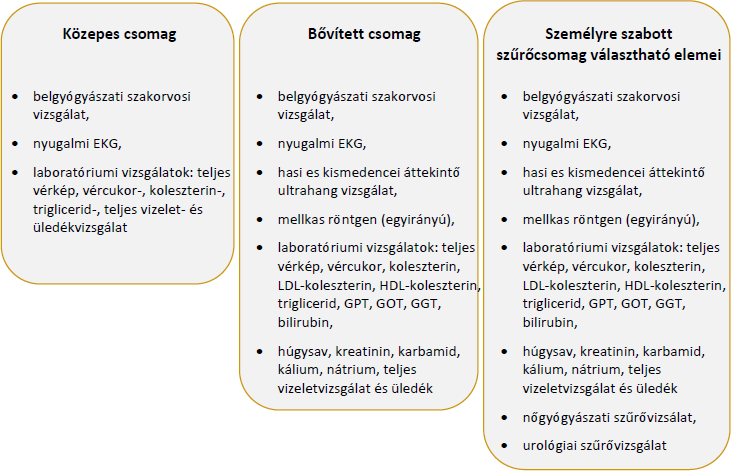 Közepes csomag
• belgyógyászati szakorvosi
vizsgálat,
• nyugalmi EKG,
• laboratóriumi vizsgálatok: teljes
vérkép, vércukor-, koleszterin-,
triglicerid-, teljes vizelet- és
üledékvizsgálat
Bővített csomag
• belgyógyászati szakorvosi
vizsgálat,
• nyugalmi EKG,
• hasi es kismedencei áttekintő
ultrahang vizsgálat,
• mellkas röntgen (egyirányú),
• laboratóriumi vizsgálatok: teljes
vérkép, vércukor, koleszterin,
LDL-koleszterin, HDL-koleszterin,
triglicerid, GPT, GOT, GGT,
bilirubin,
• húgysav, kreatinin, karbamid,
kálium, nátrium, teljes
vizeletvizsgálat és üledék
Személyre szabott
szűrőcsomag választható elemei
• belgyógyászati szakorvosi
vizsgálat,
• nyugalmi EKG,
• hasi es kismedencei áttekintő
ultrahang vizsgálat,
• mellkas röntgen (egyirányú),
• laboratóriumi vizsgálatok: teljes
vérkép, vércukor, koleszterin,
LDL-koleszterin, HDL-koleszterin,
triglicerid, GPT, GOT, GGT,
bilirubin,
• húgysav, kreatinin, karbamid,
kálium, nátrium, teljes
vizeletvizsgálat és üledék
• nőgyógyászati szűrővizsálat,
• urológiai szűrővizsgálat